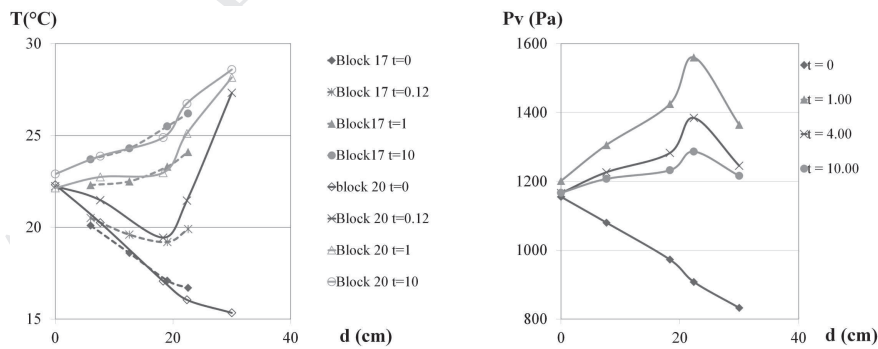 T(°C)
30
25
20
15
0
20
40
d (cm)
Block 17 t=0
Block 17 t=0.12
Block17 t=1
Block17 t=10
block 20 t=0
Block 20 t=0.12
Block 20 t=1
Block 20 t=10
Pv (Pa)
1600
1400
1200
1000
800
0
20
40
d (cm)
t = 0
t = 1.00
t = 4.00
t = 10.00